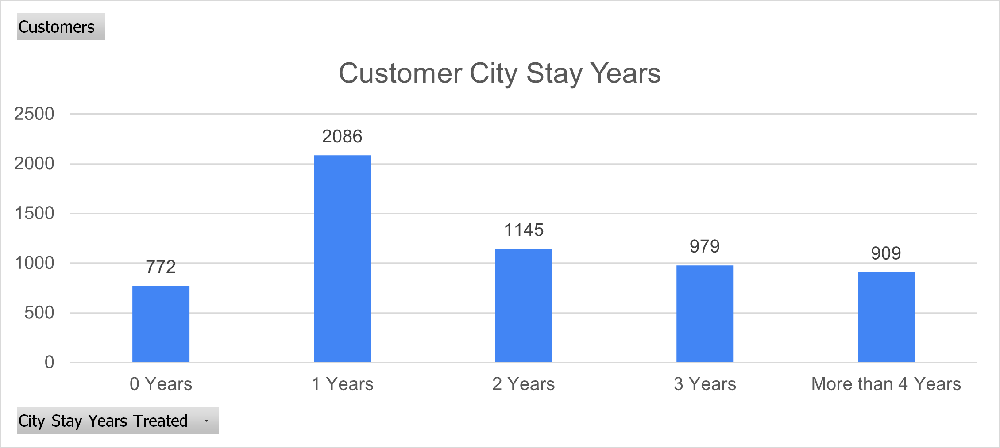 Customers
Customer City Stay Years
2500
2000
1500
1000
500
0
772
2086
1145
979
909
0 Years
1 Years
2 Years
3 Years
More than 4 Years
City Stay Years Treated